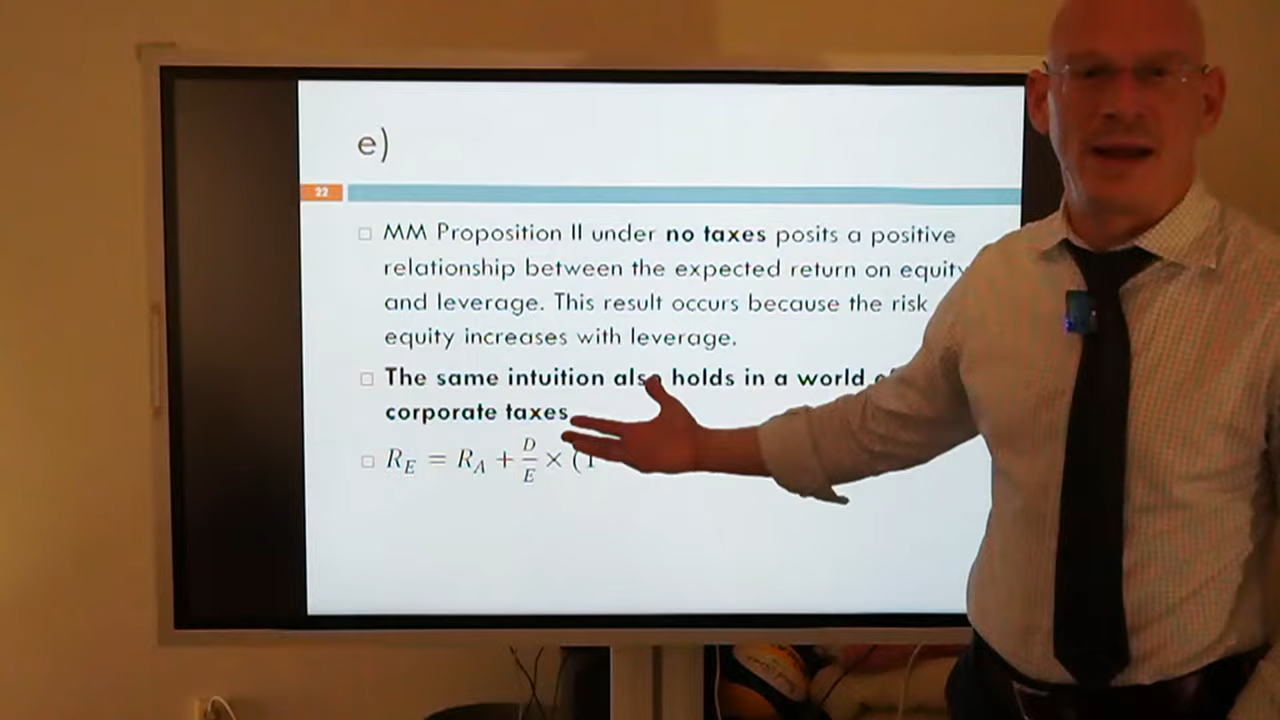 e)
22
MM Proposition II under no taxes posits a positive
relationship between the expected return on equity
and leverage. This result occurs because the risk
equity increases with leverage.
The same intuition also holds in a world
corporate taxes
R_E = R_A + D/E × (1